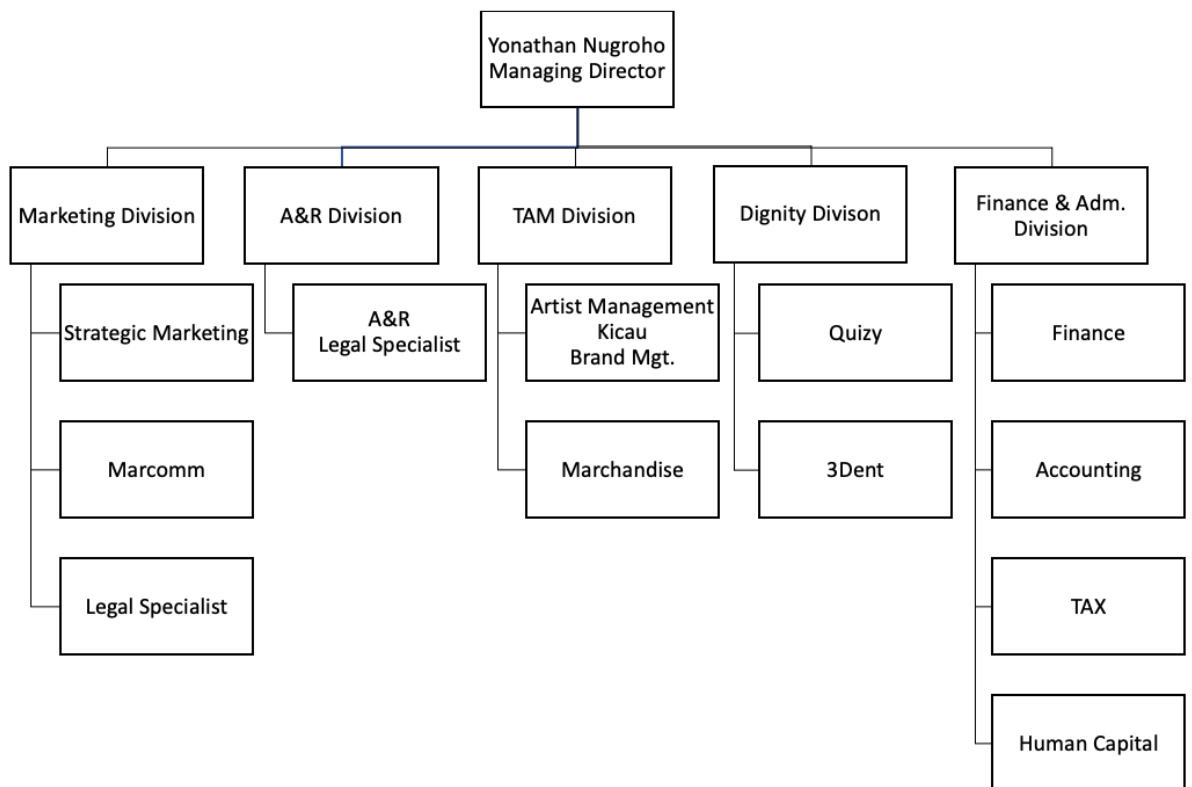 Yonathan Nugroho
Managing Director
Marketing Division
A&R Division
TAM Division
Dignity Divison
Finance & Adm.
Division
Strategic Marketing
A&R
Legal Specialist
Artist Management
Kicau
Brand Mgt.
Quizy
Finance
Marcomm
Marchandise
3Dent
Accounting
Legal Specialist
TAX
Human Capital